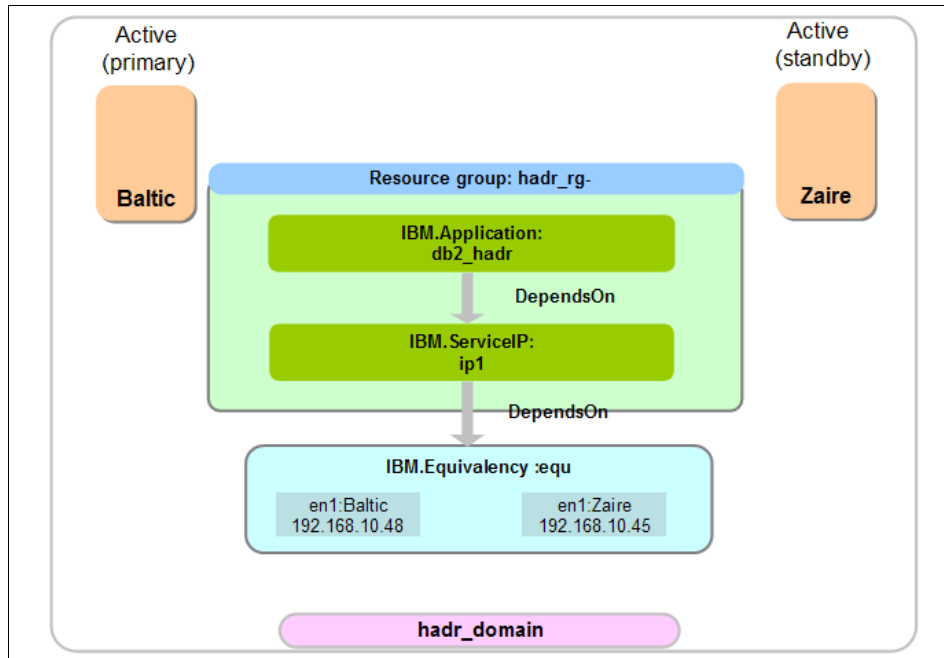 Active
(primary)
Active
(standby)
Baltic
Zaire
Resource group: hadr_rg-
IBM.Application:
db2_hadr
DependsOn
IBM.ServiceIP:
ip1
DependsOn
IBM.Equivalency :equ
en1:Baltic
192.168.10.48
en1:Zaire
192.168.10.45
hadr_domain